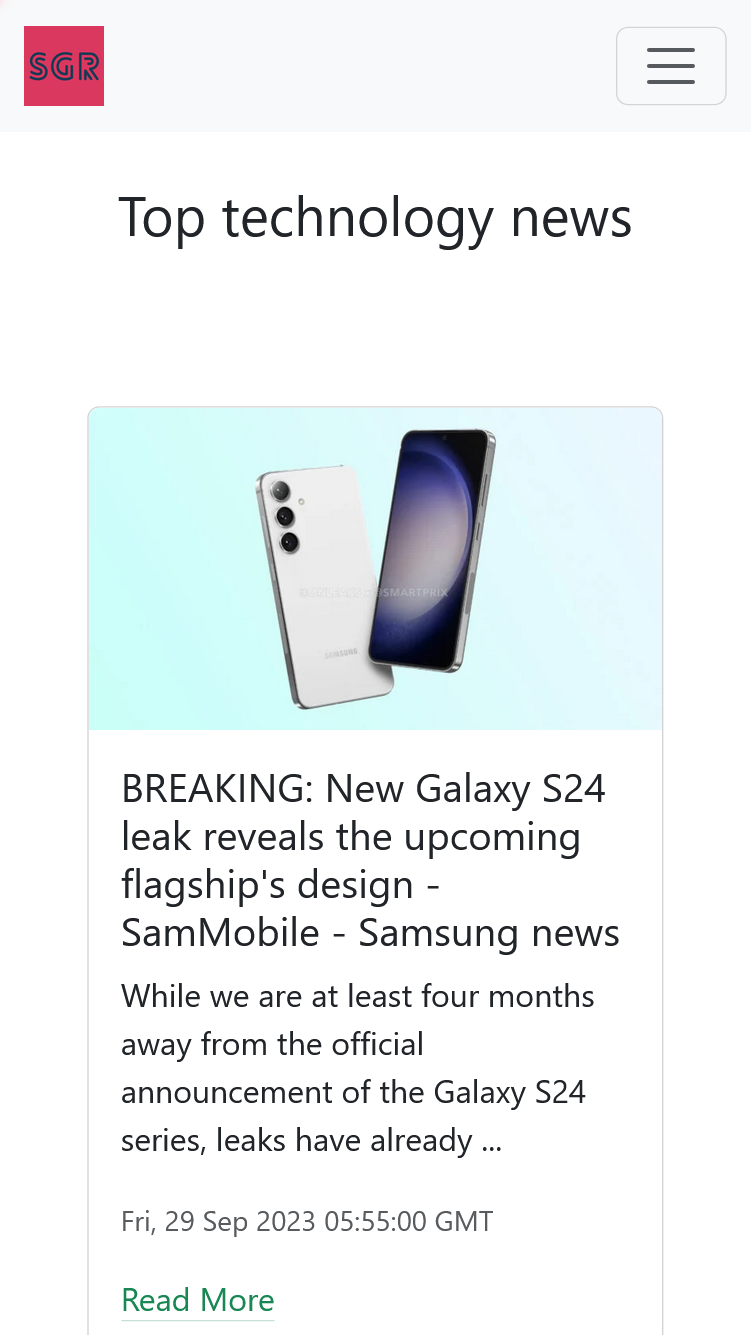 SGR
Top technology news
SAMSUNG
BREAKING: New Galaxy S24
leak reveals the upcoming
flagship's design -
SamMobile - Samsung news
While we are at least four months
away from the official
announcement of the Galaxy S24
series, leaks have already ...
Fri, 29 Sep 2023 05:55:00 GMT
Read More